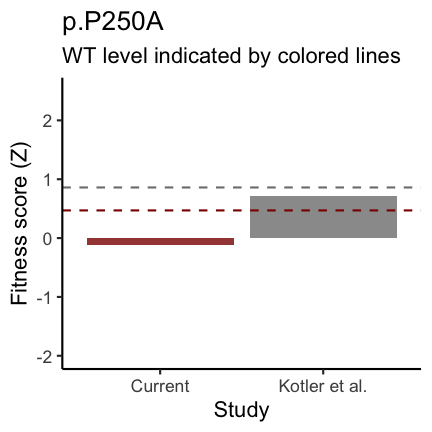 p.P250A
WT level indicated by colored lines
Fitness score (Z)
2
1
0
-1
-2
Current
Kotler et al.
Study